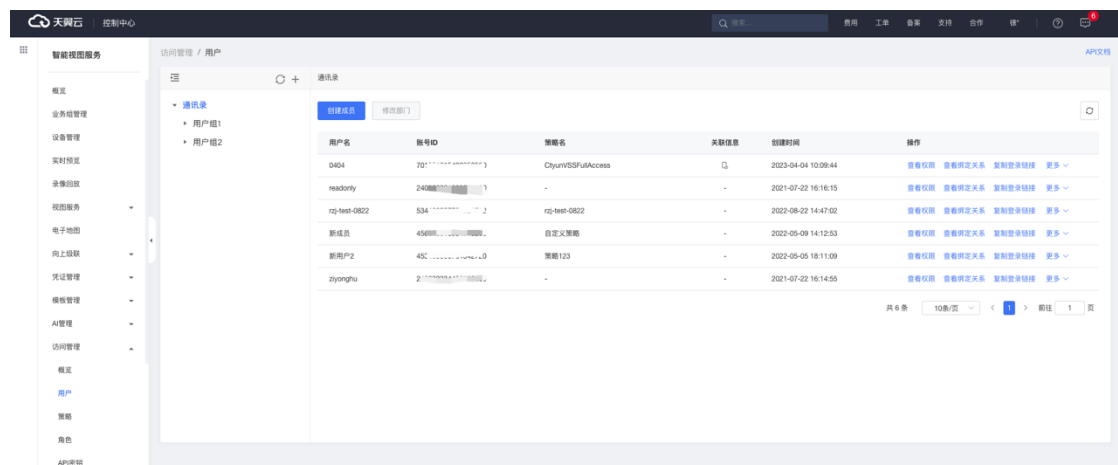 天翼云 控制中心 搜索... 费用 工单 备案 支持 合作 6
智能视图服务 访问管理 / 用户 API文档
概览
业务组管理
设备管理
实时预览
录像回放
视图服务
电子地图
向上级联
凭证管理
模板管理
AI管理
访问管理
概览
用户
策略
角色
API密钥
通讯录
用户组1
用户组2
通讯录
创建成员 修改部门
用户名 账号ID 策略名 关联信息 创建时间 操作
0404 CtyunVSSFullAccess 2023-04-04 10:09:44 查看权限 查看绑定关系 复制登录链接 更多
readonly - - 2021-07-22 16:16:15 查看权限 查看绑定关系 复制登录链接 更多
rzj-test-0822 rzj-test-0822 - 2022-08-22 14:47:02 查看权限 查看绑定关系 复制登录链接 更多
新成员 自定义策略 - 2022-05-09 14:12:53 查看权限 查看绑定关系 复制登录链接 更多
新用户2 策略123 - 2022-05-05 18:11:09 查看权限 查看绑定关系 复制登录链接 更多
ziyonghu - - 2021-07-22 16:14:55 查看权限 查看绑定关系 复制登录链接 更多
共 6 条 10条/页 1 前往 1 页